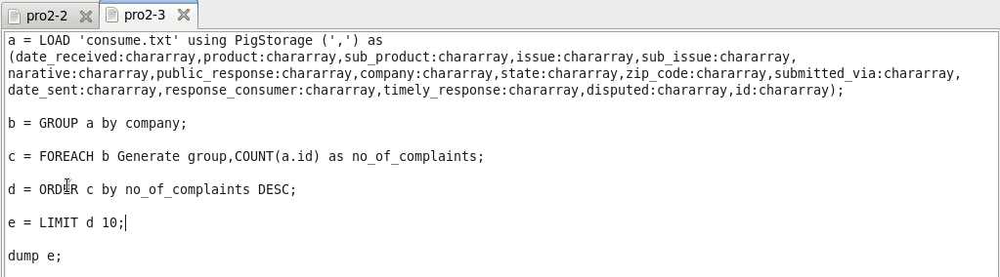 pro2-2
pro2-3
a = LOAD 'consume.txt' using PigStorage (',') as
(date_received:chararray,product:chararray,sub_product:chararray,issue:chararray,sub_issue:chararray,
narative:chararray,public_response:chararray,company:chararray,state:chararray,zip_code:chararray,submitted_via:chararray,
date_sent:chararray,response_consumer:chararray,timely_response:chararray,disputed:chararray,id:chararray);
b = GROUP a by company;
c = FOREACH b Generate group,COUNT(a.id) as no_of_complaints;
d = ORDER c by no_of_complaints DESC;
e = LIMIT d 10;
dump e;